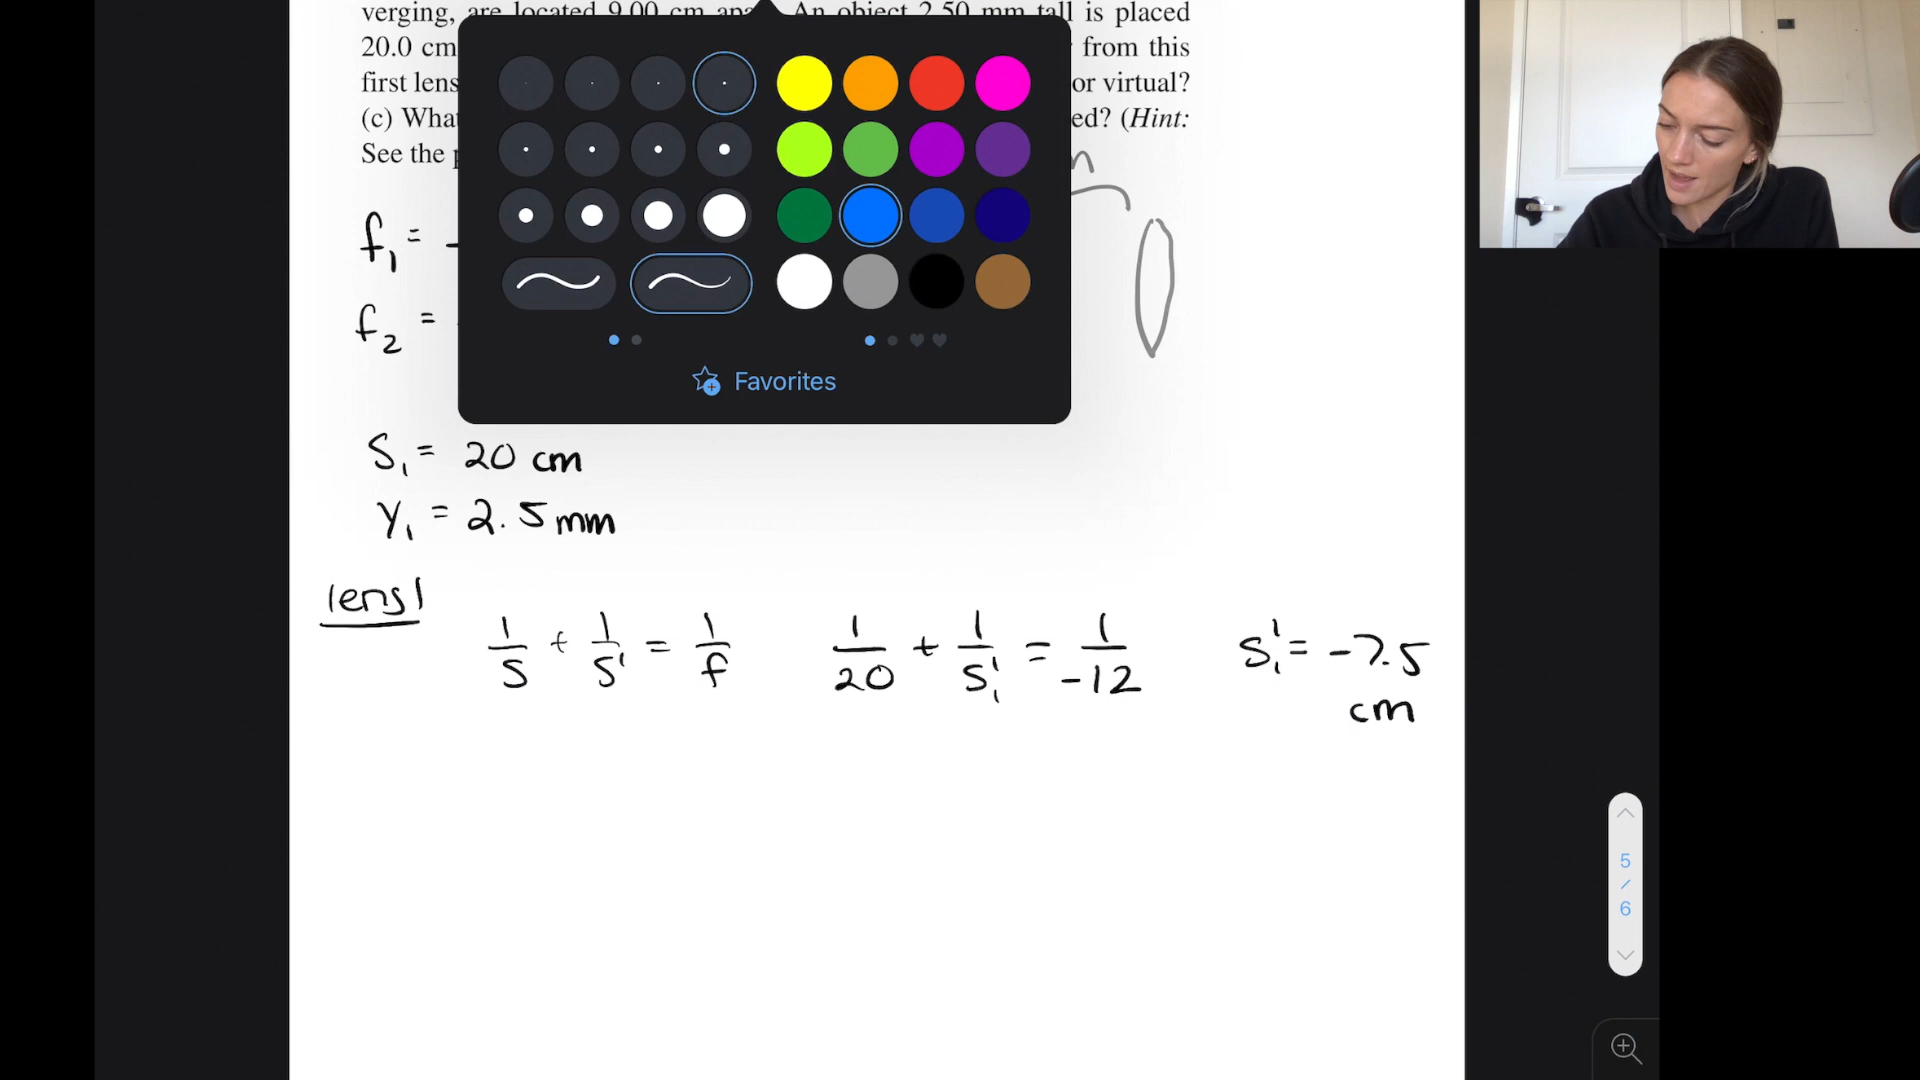 verging, are located 9.00 cm apa An object 2.50 mm tall is placed
20.0 cm from this
first lens or virtual?
(c) What ed? (Hint:
See the p
f₁ = -
f₂ =
S₁ = 20 cm
y₁ = 2.5 mm
lens 1
1/S + 1/S' = 1/f 1/20 + 1/S₁' = 1/-12 S₁' = -7.5
cm
Favorites
5
/
6